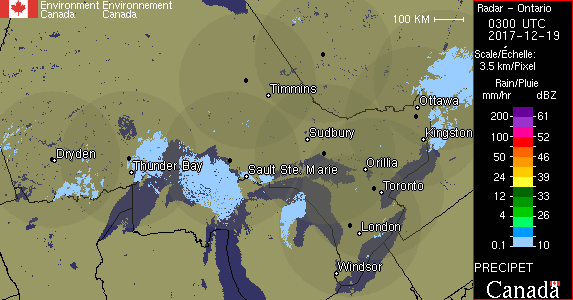 Environment Environnement
Canada Canada
100 KM
Timmins
Ottawa
Sudbury
Kingston
Dryden
Thunder Bay
Sault Ste. Marie
Orillia
Toronto
London
Windsor
Radar - Ontario
0300 UTC
2017-12-19
Scale/Échelle:
3.5 km/Pixel
Rain/Pluie
mm/hr dBZ
200 61
100 52
50 46
24 39
12 33
4 26
0.1 10
PRECIPET
Canada